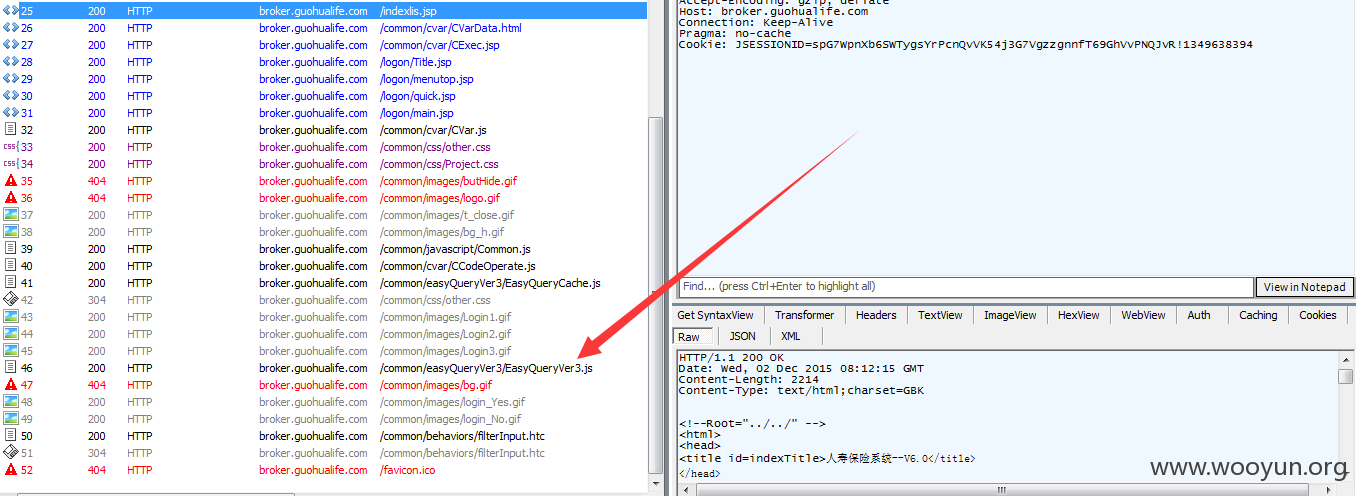 25 200 HTTP broker.guohualife.com /indexlis.jsp
26 200 HTTP broker.guohualife.com /common/cvar/CVarData.html
27 200 HTTP broker.guohualife.com /common/cvar/CExec.jsp
28 200 HTTP broker.guohualife.com /logon/Title.jsp
29 200 HTTP broker.guohualife.com /logon/menutop.jsp
30 200 HTTP broker.guohualife.com /logon/quick.jsp
31 200 HTTP broker.guohualife.com /logon/main.jsp
32 200 HTTP broker.guohualife.com /common/cvar/CVar.js
33 200 HTTP broker.guohualife.com /common/css/other.css
34 200 HTTP broker.guohualife.com /common/css/Project.css
35 404 HTTP broker.guohualife.com /common/images/butHide.gif
36 404 HTTP broker.guohualife.com /common/images/logo.gif
37 200 HTTP broker.guohualife.com /common/images/t_close.gif
38 200 HTTP broker.guohualife.com /common/images/bg_h.gif
39 200 HTTP broker.guohualife.com /common/javascript/Common.js
40 200 HTTP broker.guohualife.com /common/cvar/CCodeOperate.js
41 200 HTTP broker.guohualife.com /common/easyQueryVer3/EasyQueryCache.js
42 304 HTTP broker.guohualife.com /common/css/other.css
43 200 HTTP broker.guohualife.com /common/images/Login1.gif
44 200 HTTP broker.guohualife.com /common/images/Login2.gif
45 200 HTTP broker.guohualife.com /common/images/Login3.gif
46 200 HTTP broker.guohualife.com /common/easyQueryVer3/EasyQueryVer3.js
47 404 HTTP broker.guohualife.com /common/images/bg.gif
48 200 HTTP broker.guohualife.com /common/images/login_Yes.gif
49 200 HTTP broker.guohualife.com /common/images/login_No.gif
50 200 HTTP broker.guohualife.com /common/behaviors/filterInput.htc
51 304 HTTP broker.guohualife.com /common/behaviors/filterInput.htc
52 404 HTTP broker.guohualife.com /favicon.ico
Accept-Encoding: gzip, deflate
Host: broker.guohualife.com
Connection: Keep-Alive
Pragma: no-cache
Cookie: JSESSIONID=spG7WpnXb6SWTygsYrPcnQvVK54j3G7VgzzgnnfT69GhVvPNQJvR!1349638394
Find... (press Ctrl+Enter to highlight all) View in Notepad
Get SyntaxView Transformer Headers TextView ImageView HexView WebView Auth Caching Cookies
Raw JSON XML
HTTP/1.1 200 OK
Date: Wed, 02 Dec 2015 08:12:15 GMT
Content-Length: 2214
Content-Type: text/html;charset=GBK
<!--Root="../../" -->
<html>
<head>
<title id=indexTitle>人寿保险系统--V6.0</title>
</head>
www.wooyun.org